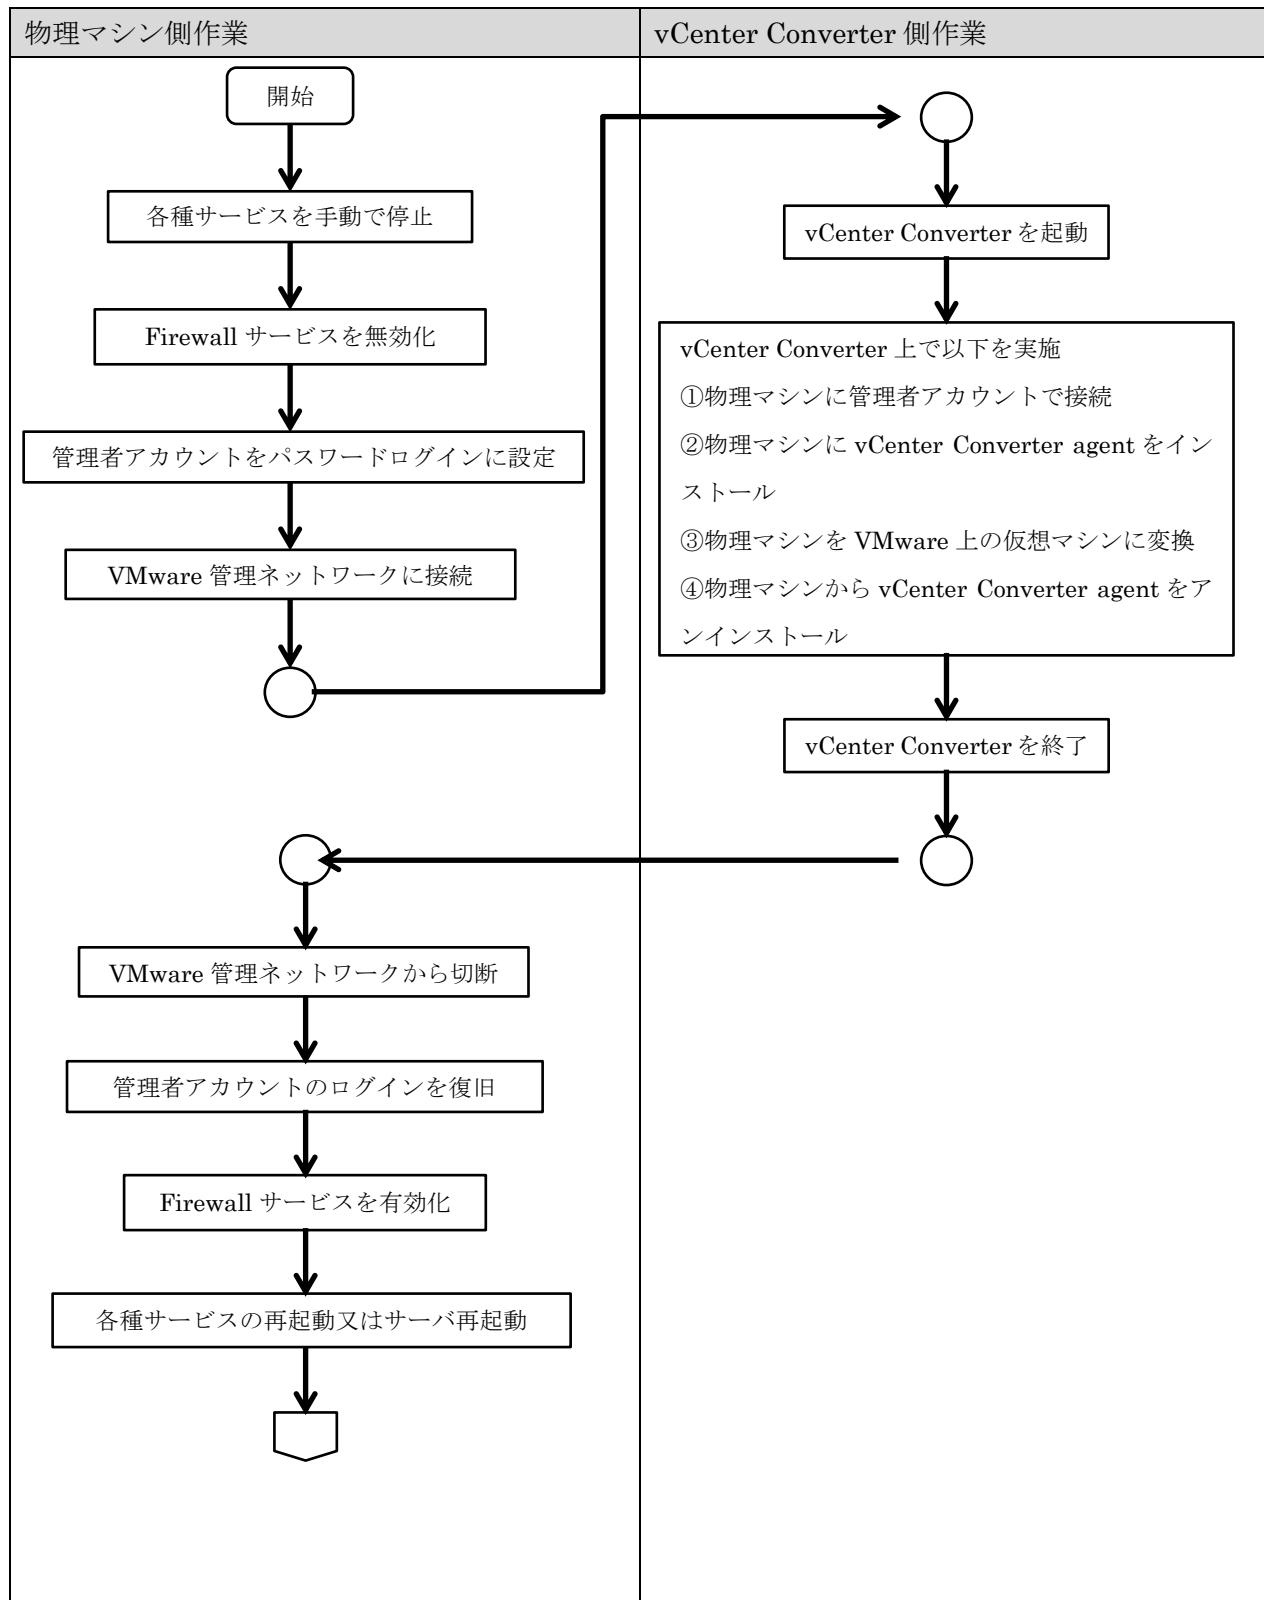 物理マシン側作業
vCenter Converter 側作業
開始
各種サービスを手動で停止
Firewall サービスを無効化
管理者アカウントをパスワードログインに設定
VMware 管理ネットワークに接続
vCenter Converter を起動
vCenter Converter 上で以下を実施
①物理マシンに管理者アカウントで接続
②物理マシンに vCenter Converter agent をイン
ストール
③物理マシンを VMware 上の仮想マシンに変換
④物理マシンから vCenter Converter agent をア
ンインストール
vCenter Converter を終了
VMware 管理ネットワークから切断
管理者アカウントのログインを復旧
Firewall サービスを有効化
各種サービスの再起動又はサーバ再起動